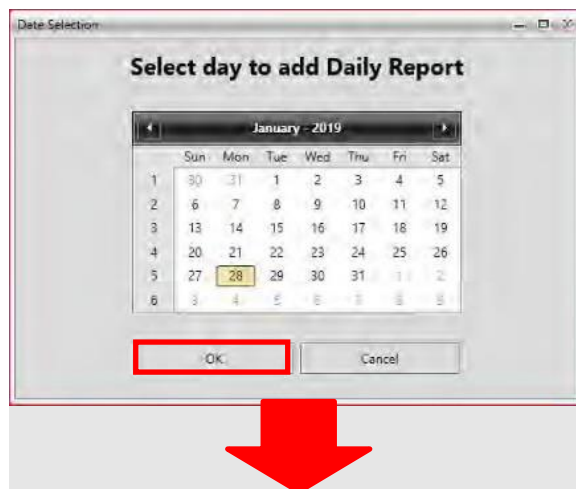 Date Selection
Select day to add Daily Report
January - 2019
Sun Mon Tue Wed Thu Fri Sat
1 30 31 1 2 3 4 5
2 6 7 8 9 10 11 12
3 13 14 15 16 17 18 19
4 20 21 22 23 24 25 26
5 27 28 29 30 31 1 2
6 3 4 5 6 7 8 9
OK Cancel